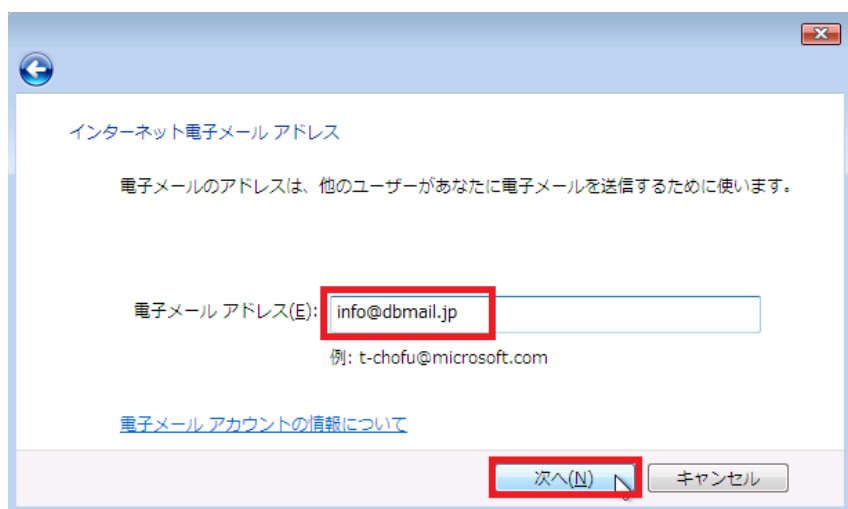 インターネット電子メール アドレス
電子メールのアドレスは、他のユーザーがあなたに電子メールを送信するために使います。
電子メール アドレス(E): info@dbmail.jp
例: t-chofu@microsoft.com
電子メール アカウントの情報について
次へ(N) キャンセル